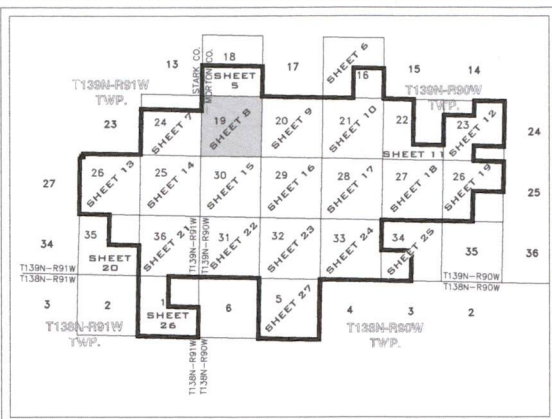 13
STARK CO.
MORTON CO.
18
SHEET 5
17
SHEET 6
16
15
14
T139N-R91W
TWP.
T139N-R90W
TWP.
23
24
SHEET 7
19
SHEET 8
20
SHEET 9
21
SHEET 10
22
SHEET 11
23
SHEET 12
24
27
26
SHEET 13
25
SHEET 14
30
SHEET 15
29
SHEET 16
28
SHEET 17
27
SHEET 18
26
SHEET 19
25
34
35
SHEET 20
36
SHEET 21
T139N-R91W
T139N-R90W
31
SHEET 22
32
SHEET 23
33
SHEET 24
34
SHEET 25
35
36
T139N-R91W
T138N-R91W
T139N-R90W
T138N-R90W
3
2
1
SHEET 26
6
5
SHEET 27
4
3
2
T138N-R91W
TWP.
T138N-R90W
TWP.
T138N-R91W
T138N-R90W